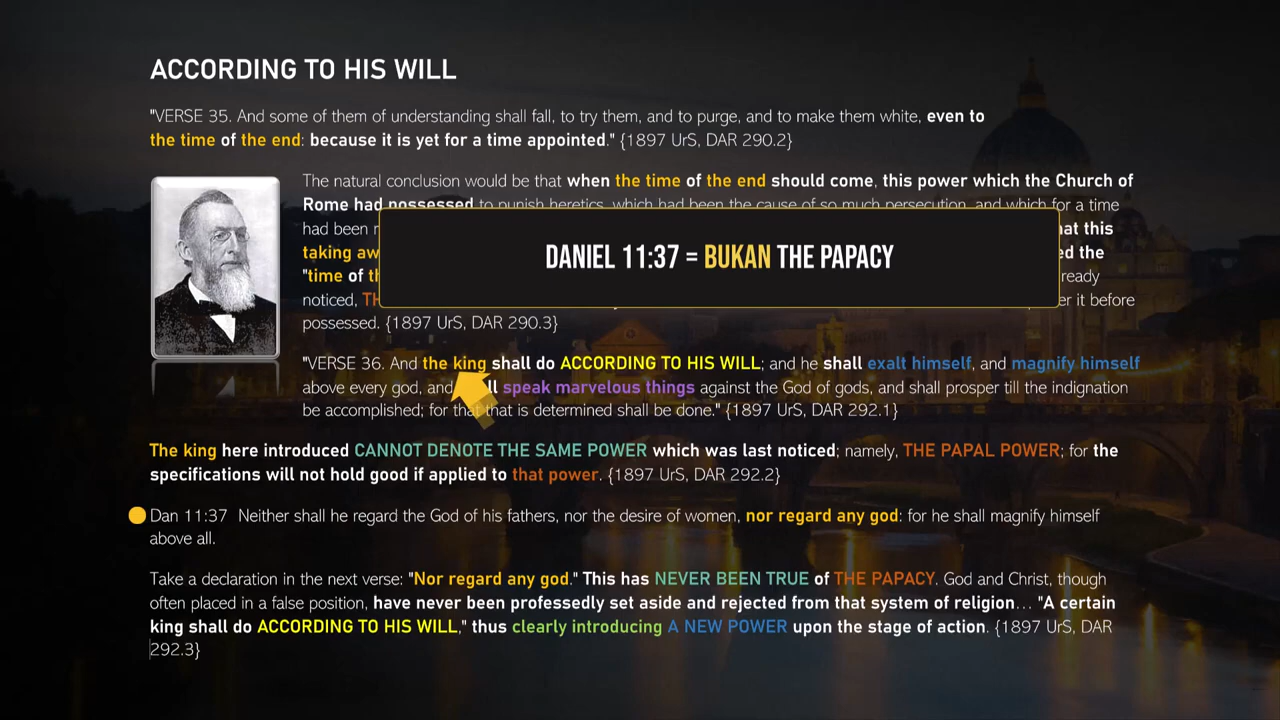 ACCORDING TO HIS WILL
"VERSE 35. And some of them of understanding shall fall, to try them, and to purge, and to make them white, even to
the time of the end: because it is yet for a time appointed." {1897 UrS, DAR 290.2}
The natural conclusion would be that when the time of the end should come, this power which the Church of
Rome had possessed to punish heretics, which had been the cause of so much persecution, and which for a time
had been
at this
DANIEL 11:37 = BUKAN THE PAPACY
taking
ed the
"time of
ready
noticed,
er it before
possessed. {1897 UrS, DAR 290.3}
"VERSE 36. And the king shall do ACCORDING TO HIS WILL; and he shall exalt himself, and magnify himself
above every god, and speak marvelous things against the God of gods, and shall prosper till the indignation
be accomplished; for that that is determined shall be done." {1897 UrS, DAR 292.1}
The king here introduced CANNOT DENOTE THE SAME POWER which was last noticed; namely, THE PAPAL POWER; for the
specifications will not hold good if applied to that power. {1897 UrS, DAR 292.2}
Dan 11:37 Neither shall he regard the God of his fathers, nor the desire of women, nor regard any god: for he shall magnify himself
above all.
Take a declaration in the next verse: "Nor regard any god." This has NEVER BEEN TRUE of THE PAPACY. God and Christ, though
often placed in a false position, have never been professedly set aside and rejected from that system of religion... "A certain
king shall do ACCORDING TO HIS WILL," thus clearly introducing A NEW POWER upon the stage of action. {1897 UrS, DAR
292.3}